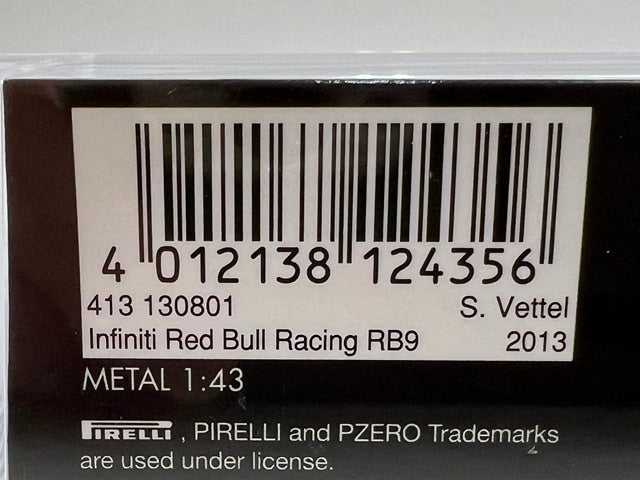 4 012138 124356
413 130801 S. Vettel
Infiniti Red Bull Racing RB9 2013
METAL 1:43
PIRELLI, PIRELLI and PZERO Trademarks
are used under license.